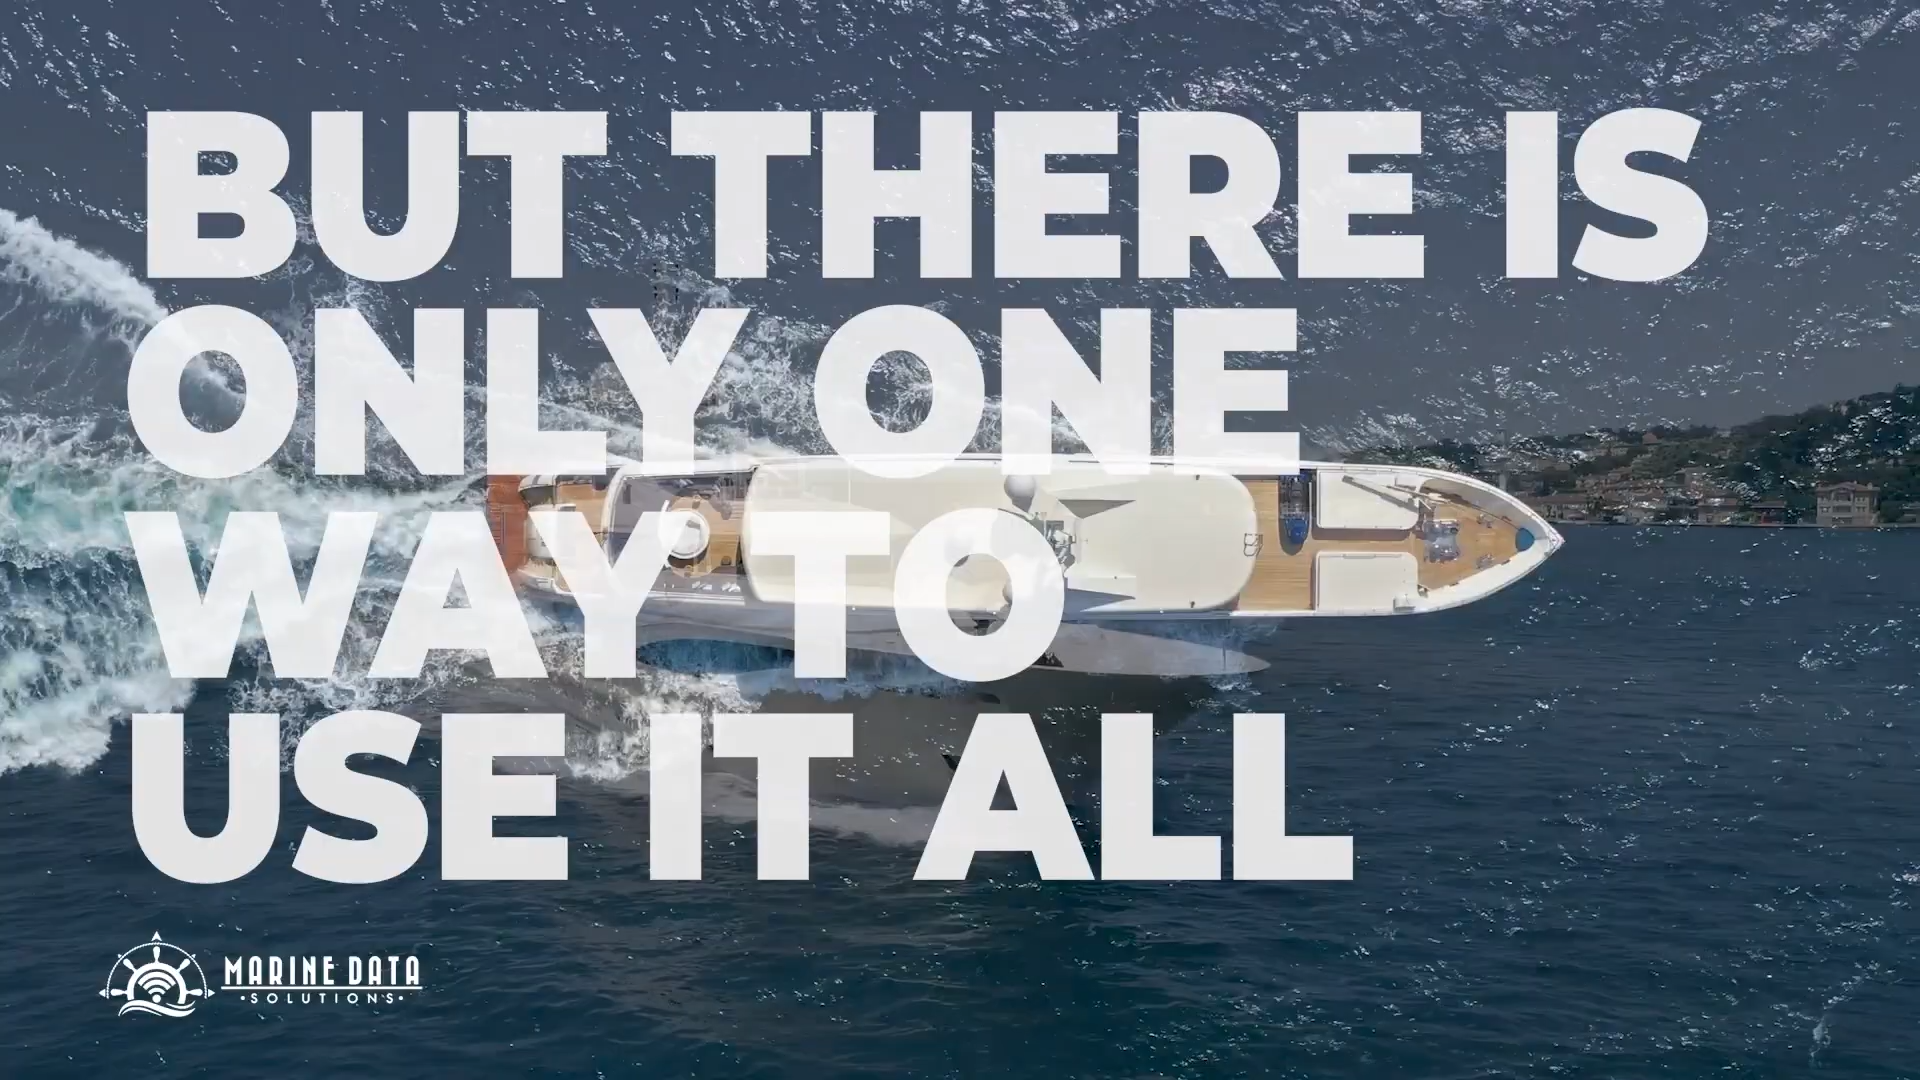 BUT THERE IS
ONLY ONE
WAY TO
USE IT ALL
MARINE DATA
•SOLUTIONS•